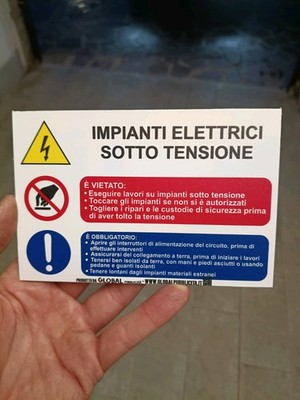 IMPIANTI ELETTRICI
SOTTO TENSIONE
È VIETATO:
• Eseguire lavori su impianti sotto tensione
• Toccare gli impianti se non si è autorizzati
• Togliere i ripari e le custodie di sicurezza prima
di aver tolto la tensione
È OBBLIGATORIO:
• Aprire gli interruttori di alimentazione del circuito, prima di
effettuare interventi
• Assicurarsi del collegamento a terra, prima di iniziare i lavori
• Tenersi ben isolati da terra, con mani e piedi asciutti o usando
pedane e guanti isolanti
• Tenere lontani dagli impianti materiali estranei
GLOBAL